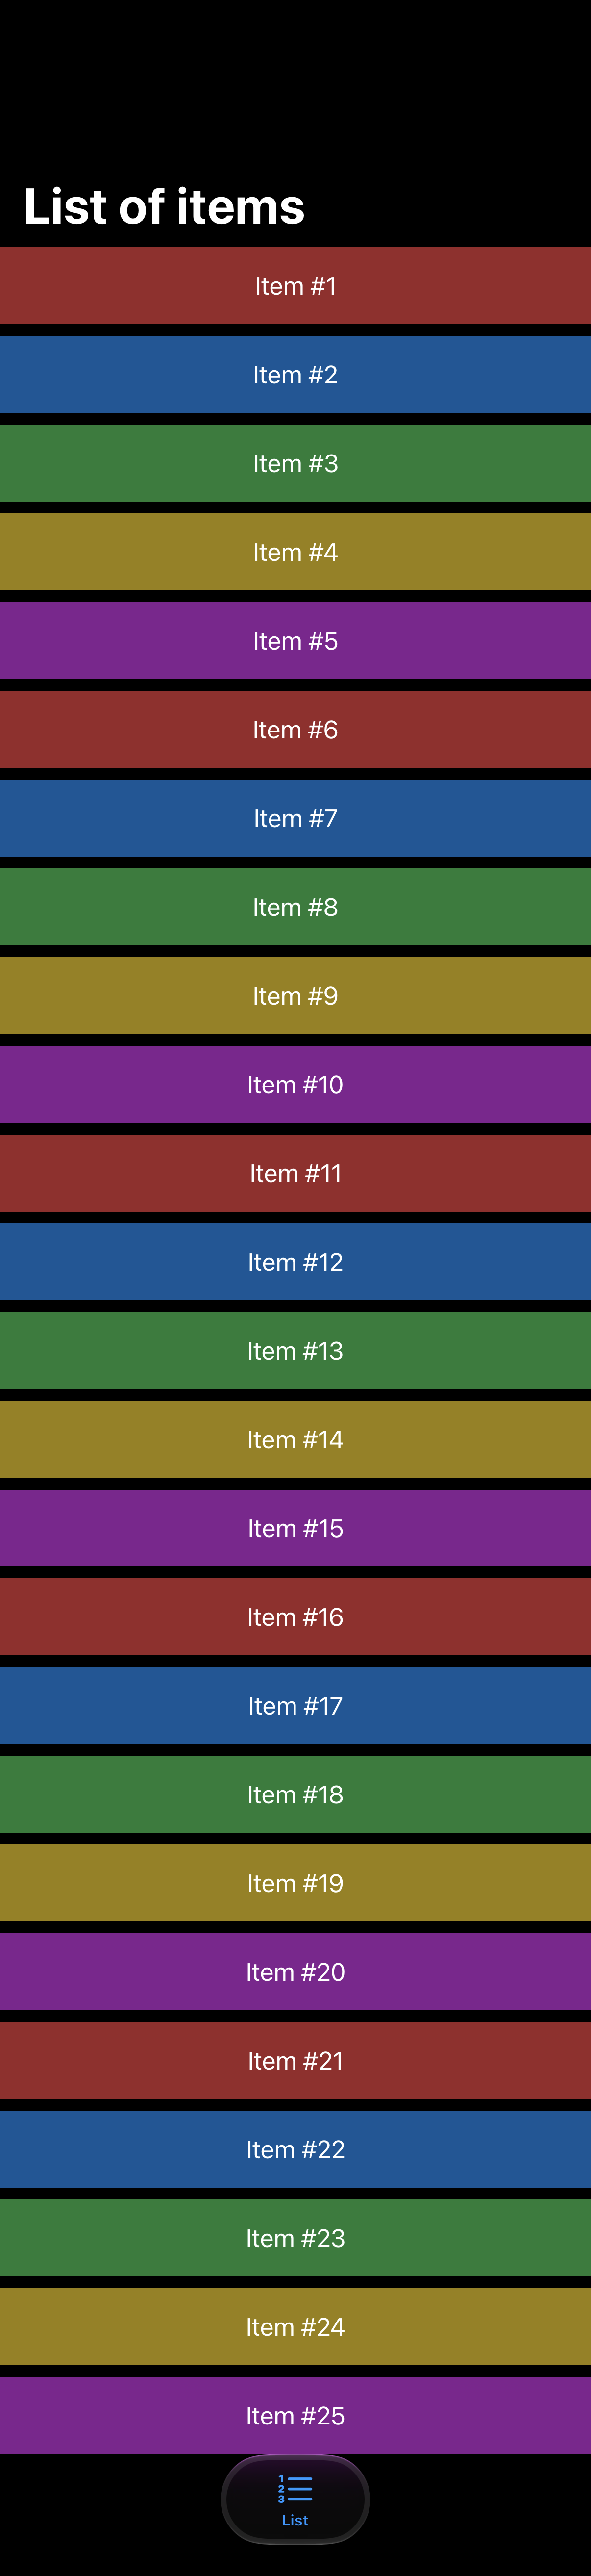 List of items
Item #1
Item #2
Item #3
Item #4
Item #5
Item #6
Item #7
Item #8
Item #9
Item #10
Item #11
Item #12
Item #13
Item #14
Item #15
Item #16
Item #17
Item #18
Item #19
Item #20
Item #21
Item #22
Item #23
Item #24
Item #25
1
2
3
List